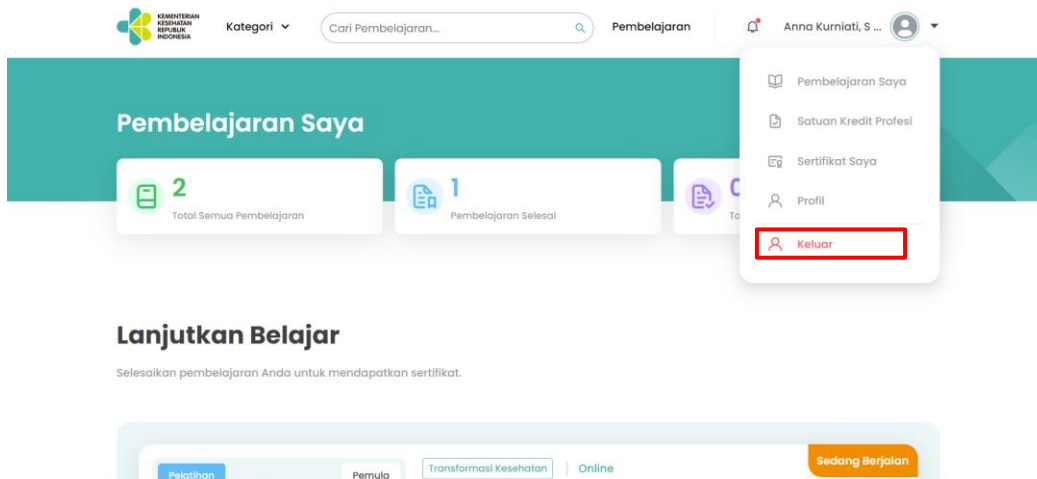 KEMENTERIAN
KESEHATAN
REPUBLIK
INDONESIA
Kategori
Cari Pembelajaran...
Pembelajaran
Anna Kurniati, S ...
Pembelajaran Saya
Satuan Kredit Profesi
Sertifikat Saya
Profil
Keluar
Pembelajaran Saya
2
Total Semua Pembelajaran
1
Pembelajaran Selesai
Lanjutkan Belajar
Selesaikan pembelajaran Anda untuk mendapatkan sertifikat.
Pelatihan
Pemula
Transformasi Kesehatan
Online
Sedang Berjalan